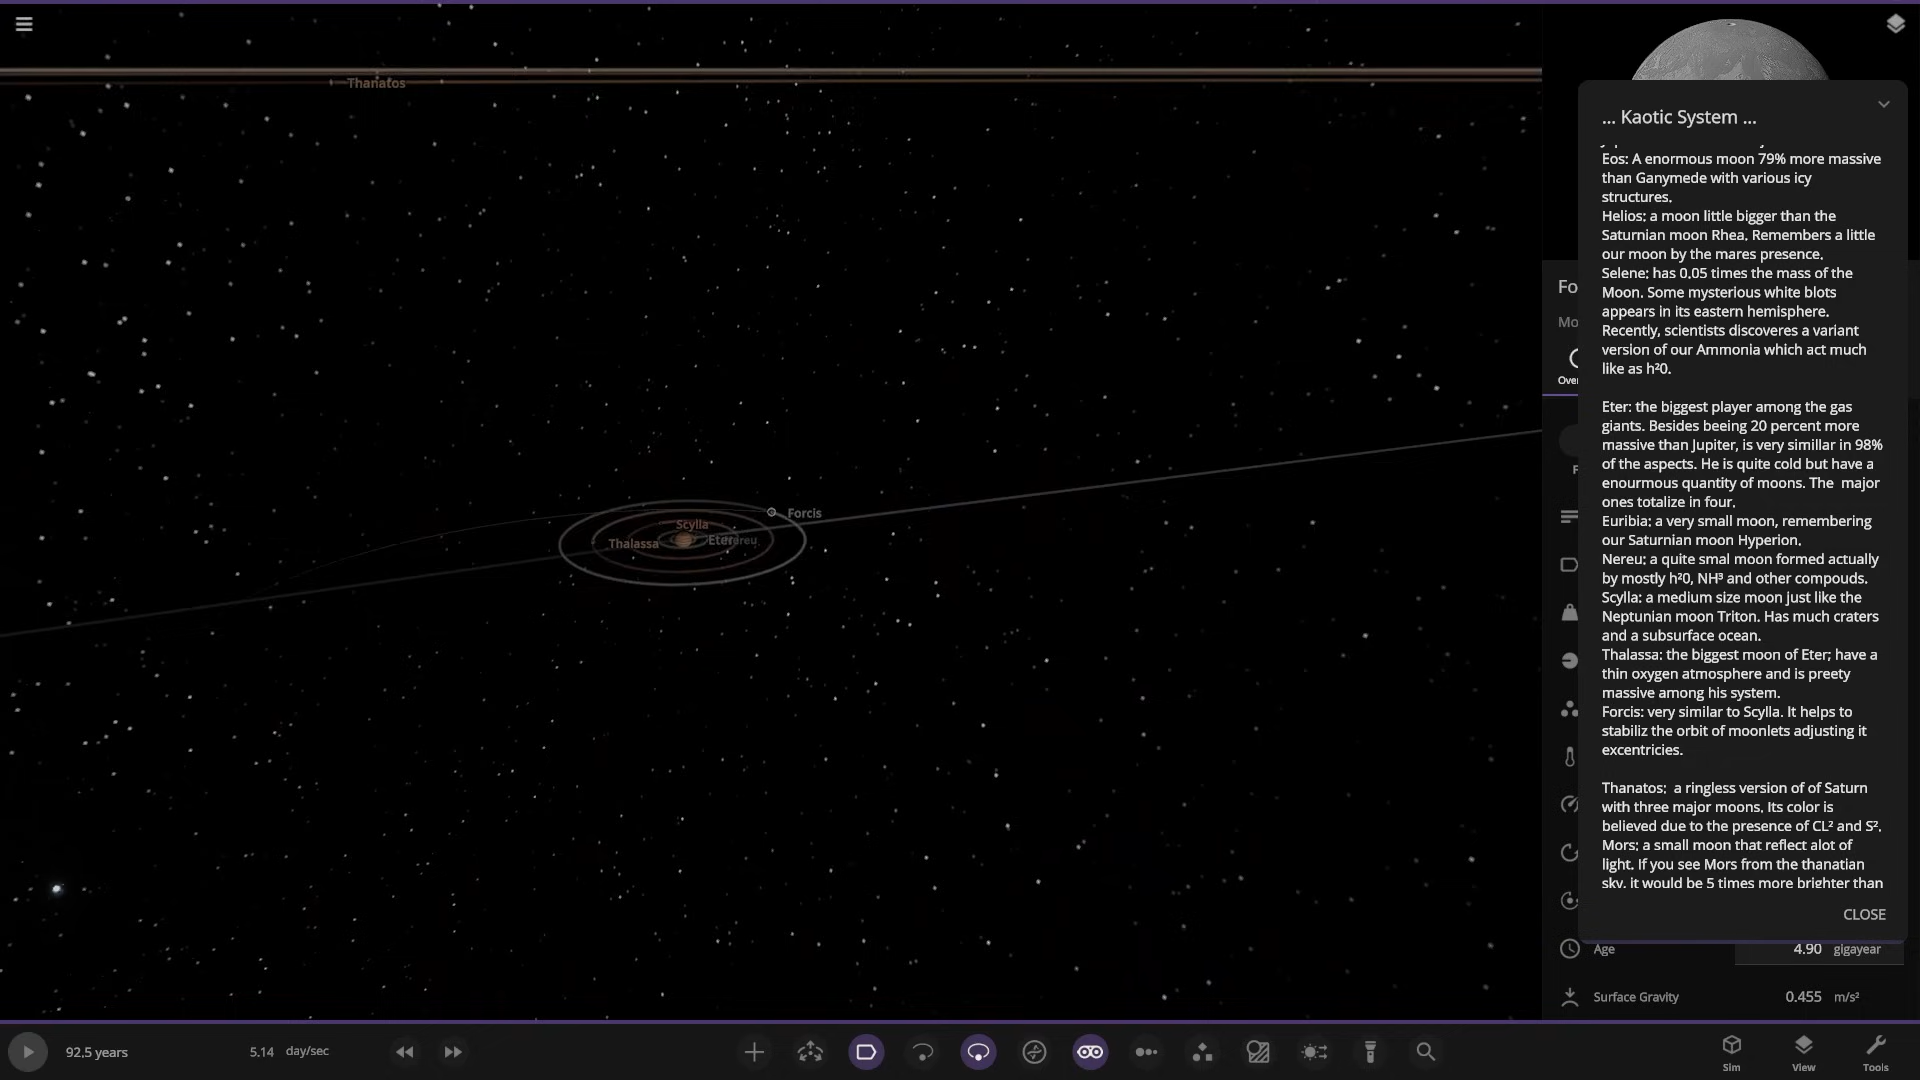 Thanatos
Scylla
Forcis
Thalassa
Eter
... Kaotic System ...
Eos: A enormous moon 79% more massive
than Ganymede with various icy
structures.
Helios: a moon little bigger than the
Saturnian moon Rhea. Remembers a little
our moon by the mares presence.
Selene: has 0.05 times the mass of the
Moon. Some mysterious white blots
appears in its eastern hemisphere.
Recently, scientists discoveres a variant
version of our Ammonia which act much
like as h²0.
Eter: the biggest player among the gas
giants. Besides beeing 20 percent more
massive than Jupiter, is very simillar in 98%
of the aspects. He is quite cold but have a
enourmous quantity of moons. The  major
ones totalize in four.
Euribia: a very small moon, remembering
our Saturnian moon Hyperion.
Nereu: a quite smal moon formed actually
by mostly h²0, NH³ and other compouds.
Scylla: a medium size moon just like the
Neptunian moon Triton. Has much craters
and a subsurface ocean.
Thalassa: the biggest moon of Eter; have a
thin oxygen atmosphere and is preety
massive among his system.
Forcis: very similar to Scylla. It helps to
stabiliz the orbit of moonlets adjusting it
excentricies.
Thanatos:  a ringless version of of Saturn
with three major moons. Its color is
believed due to the presence of CL² and S².
Mors: a small moon that reflect alot of
light. If you see Mors from the thanatian
sky, it would be 5 times more brighter than
CLOSE
Fo
Mo
Over
Age 4.90 gigayear
Surface Gravity 0.455 m/s²
92.5 years 5.14 day/sec
Sim View Tools